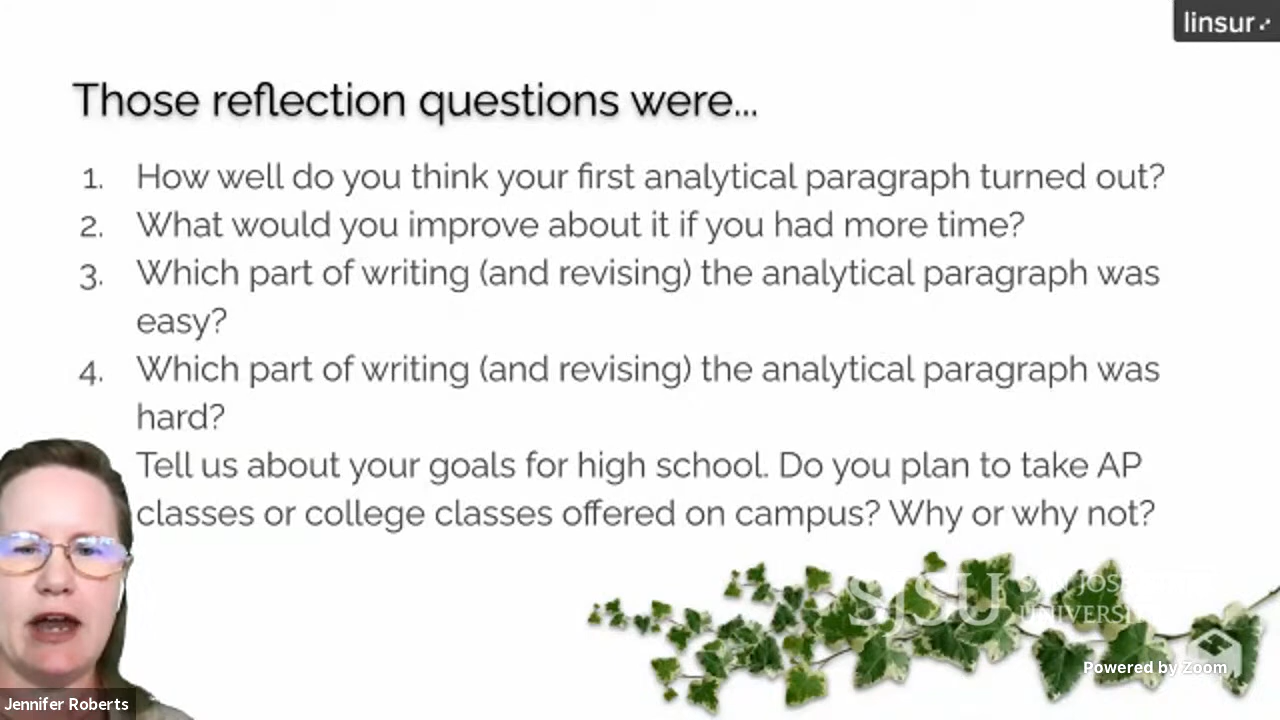 linsur
Those reflection questions were...
1. How well do you think your first analytical paragraph turned out?
2. What would you improve about it if you had more time?
3. Which part of writing (and revising) the analytical paragraph was
easy?
4. Which part of writing (and revising) the analytical paragraph was
hard?
Tell us about your goals for high school. Do you plan to take AP
classes or college classes offered on campus? Why or why not?
SJSU
Powered by Zoom
Jennifer Roberts